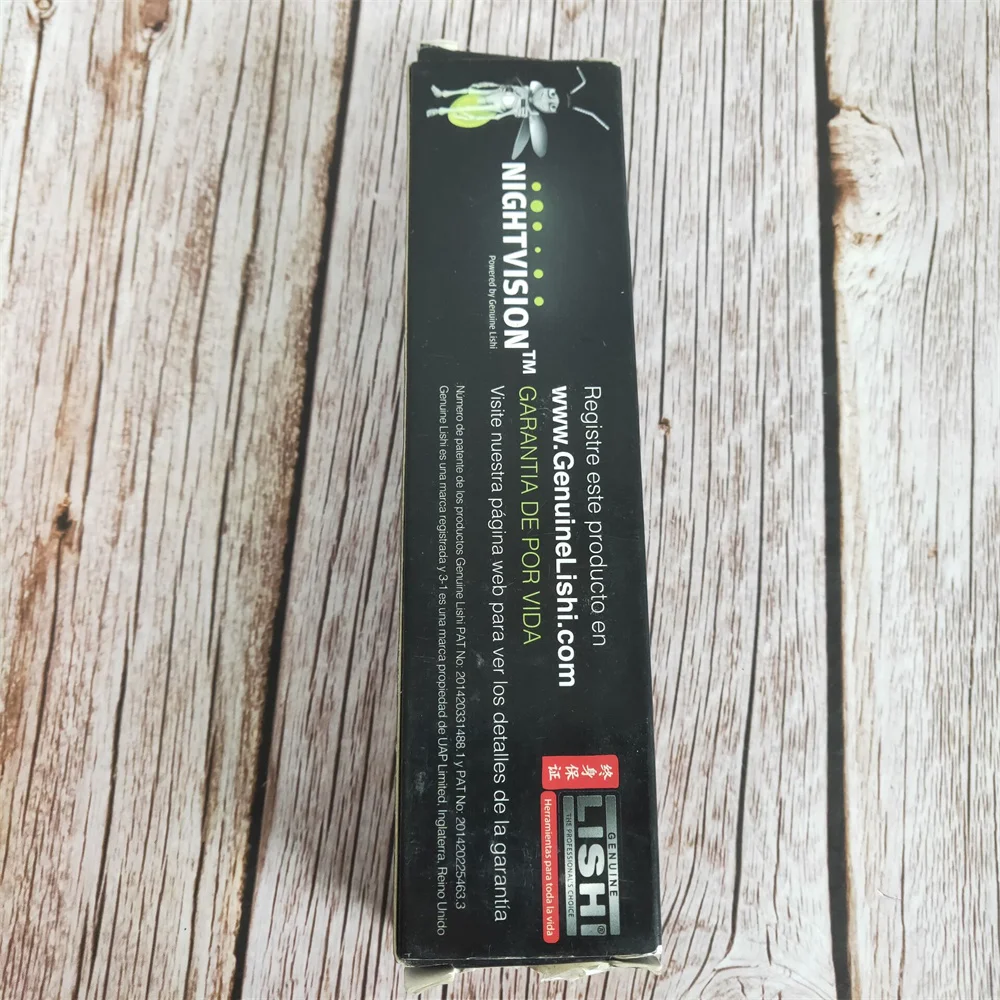 NIGHTVISION™
Powered by Genuine Lishi
Registre este producto en
www.GenuineLishi.com
GARANTIA DE POR VIDA
Visite nuestra página web para ver los detalles de la garantía
Número de patente de los productos Genuine Lishi PAT No: 201420331488.1 y PAT No: 201420225463.3
Genuine Lishi es una marca registrada y 3-1 es una marca propiedad de UAP Limited, Inglaterra, Reino Unido
终身
保证
GENUINE
LISHI®
THE PROFESSIONAL'S CHOICE
Herramientas para toda la vida